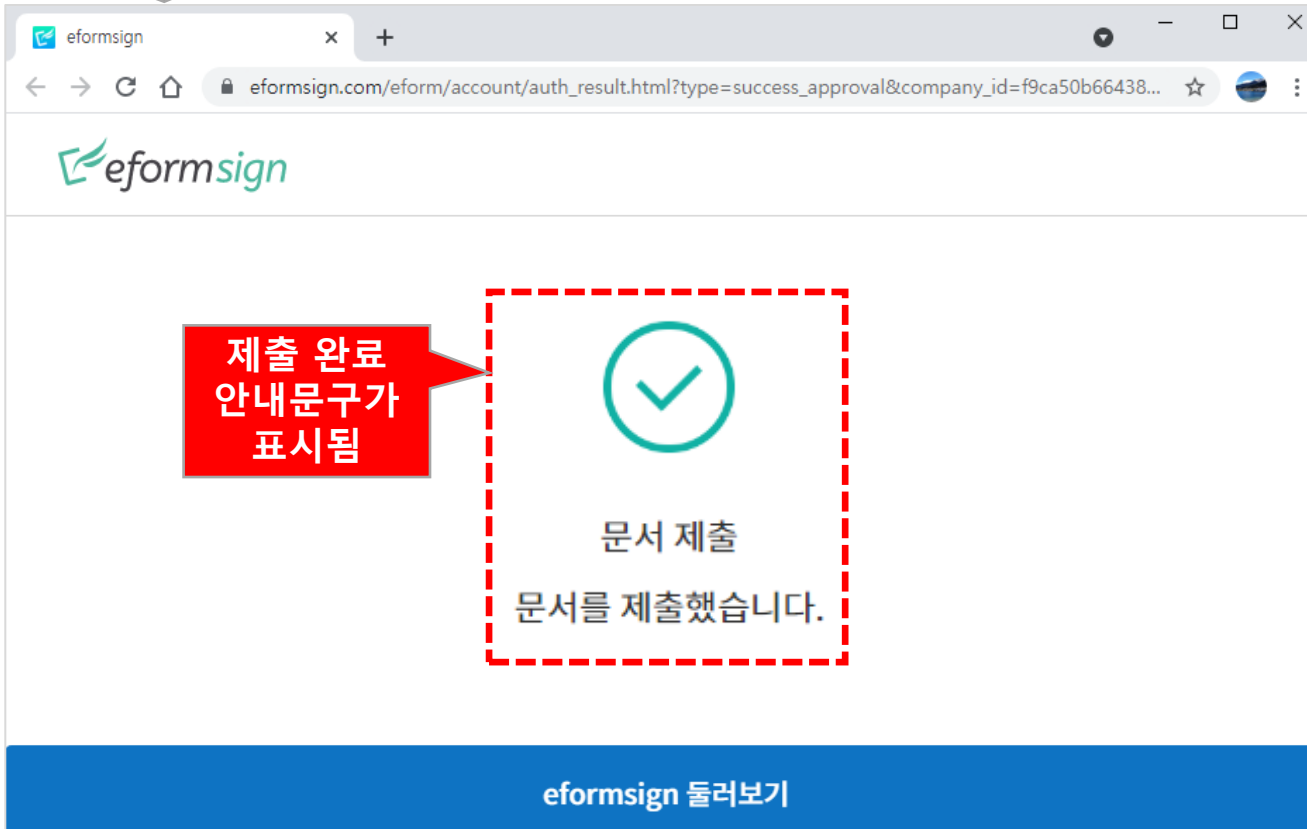 eformsign
eformsign.com/eform/account/auth_result.html?type=success_approval&company_id=f9ca50b66438...
eformsign
제출 완료
안내문구가
표시됨
문서 제출
문서를 제출했습니다.
eformsign 둘러보기